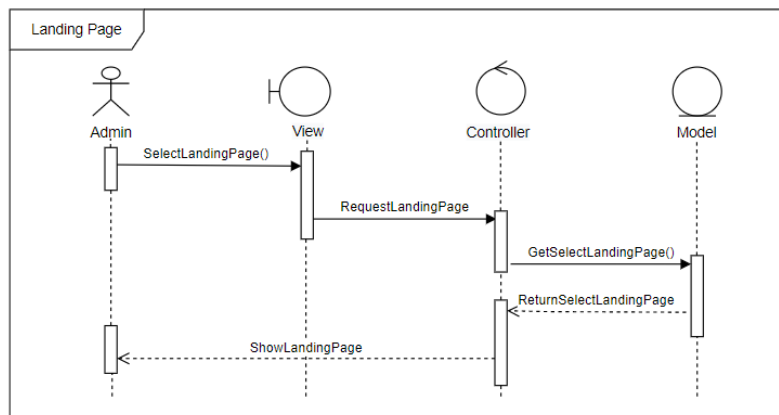 Landing Page
Admin
View
Controller
Model
SelectLandingPage()
RequestLandingPage
GetSelectLandingPage()
ReturnSelectLandingPage
ShowLandingPage